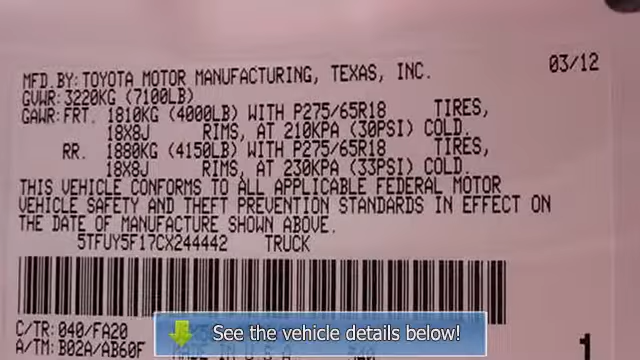 03/12
MFD.BY:TOYOTA MOTOR MANUFACTURING, TEXAS, INC.
GVWR:3220KG (7100LB)
GAWR:FRT. 1810KG (4000LB) WITH P275/65R18 TIRES,
18X8J RIMS, AT 210KPA (30PSI) COLD.
RR. 1880KG (4150LB) WITH P275/65R18 TIRES,
18X8J RIMS, AT 230KPA (33PSI) COLD.
THIS VEHICLE CONFORMS TO ALL APPLICABLE FEDERAL MOTOR
VEHICLE SAFETY AND THEFT PREVENTION STANDARDS IN EFFECT ON
THE DATE OF MANUFACTURE SHOWN ABOVE.
5TFUY5F17CX244442 TRUCK
C/TR:040/FA20
A/TM:B02A/AB60F
1
See the vehicle details below!